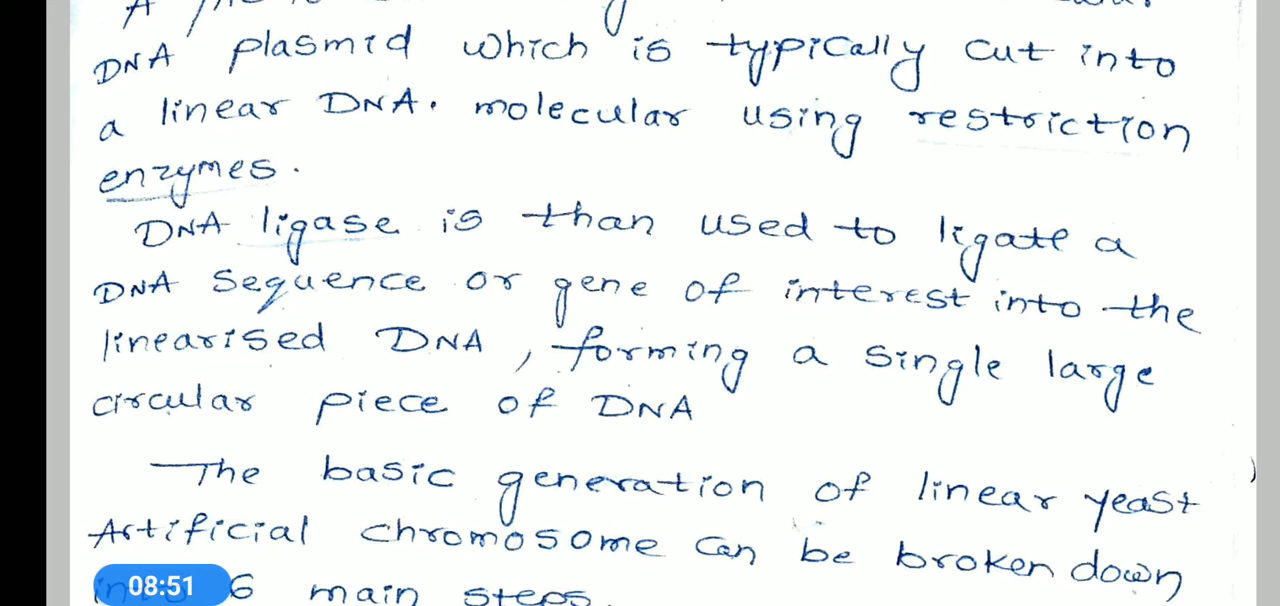 DNA plasmid which is typically cut into
a linear DNA. molecular using restriction
enzymes.
DNA ligase is than used to ligate a
DNA sequence or gene of interest into the
linearised DNA, forming a single large
circular piece of DNA
The basic generation of linear yeast
Artificial chromosome can be broken down
08:51 6 main steps.